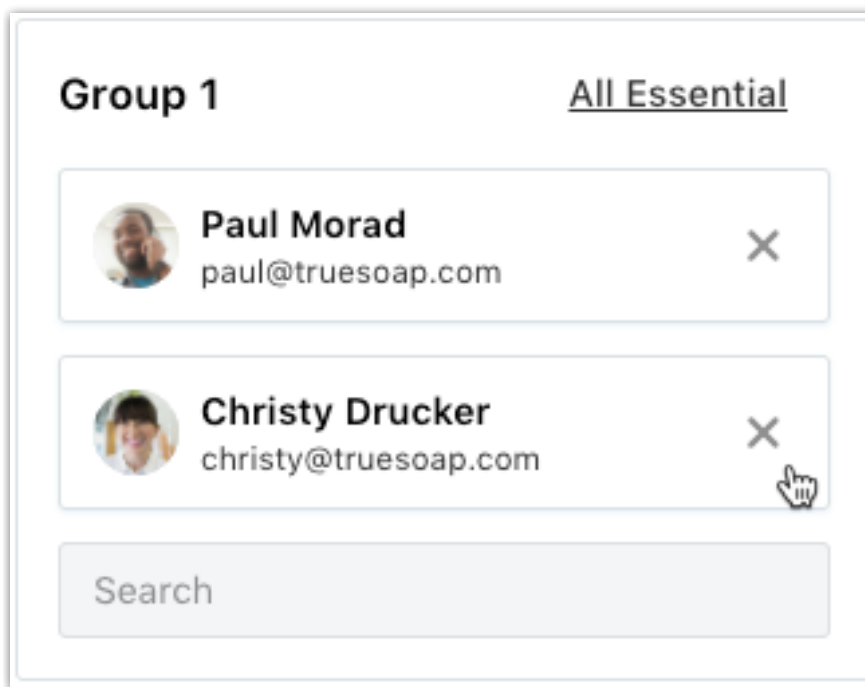 Group 1
All Essential
Paul Morad
paul@truesoap.com
Christy Drucker
christy@truesoap.com
Search